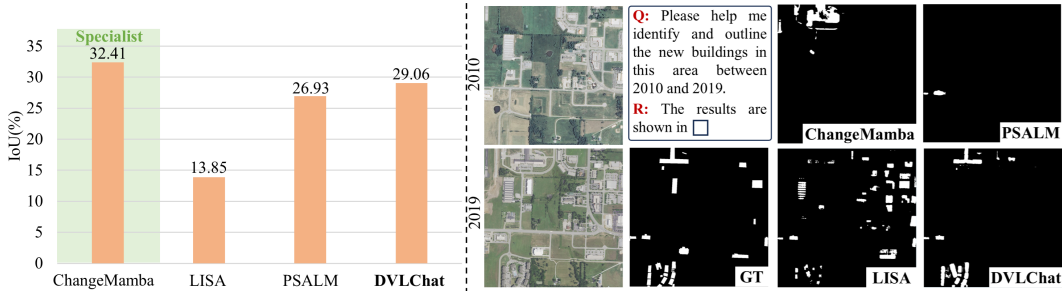 Specialist
35
30
25
20
15
10
5
0
IoU(%)
32.41
13.85
26.93
29.06
ChangeMamba
LISA
PSALM
DVLChat
2010
2019
Q: Please help me
identify and outline
the new buildings in
this area between
2010 and 2019.
R: The results are
shown in
ChangeMamba
PSALM
GT
LISA
DVLChat